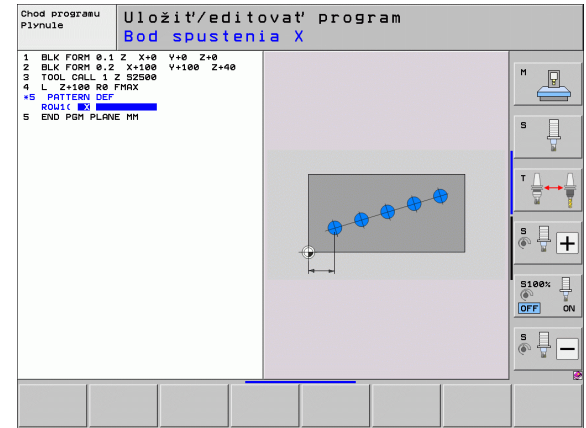 Chod programu
Plynule
Uložiť/editovať program
Bod spustenia X
1 BLK FORM 0.1 Z X+0 Y+0 Z+0
2 BLK FORM 0.2 X+100 Y+100 Z+40
3 TOOL CALL 1 Z S2500
4 L Z+100 R0 FMAX
*5 PATTERN DEF
ROW1( X
5 END PGM PLANE MM
M
S
T
S
S100%
OFF ON
S